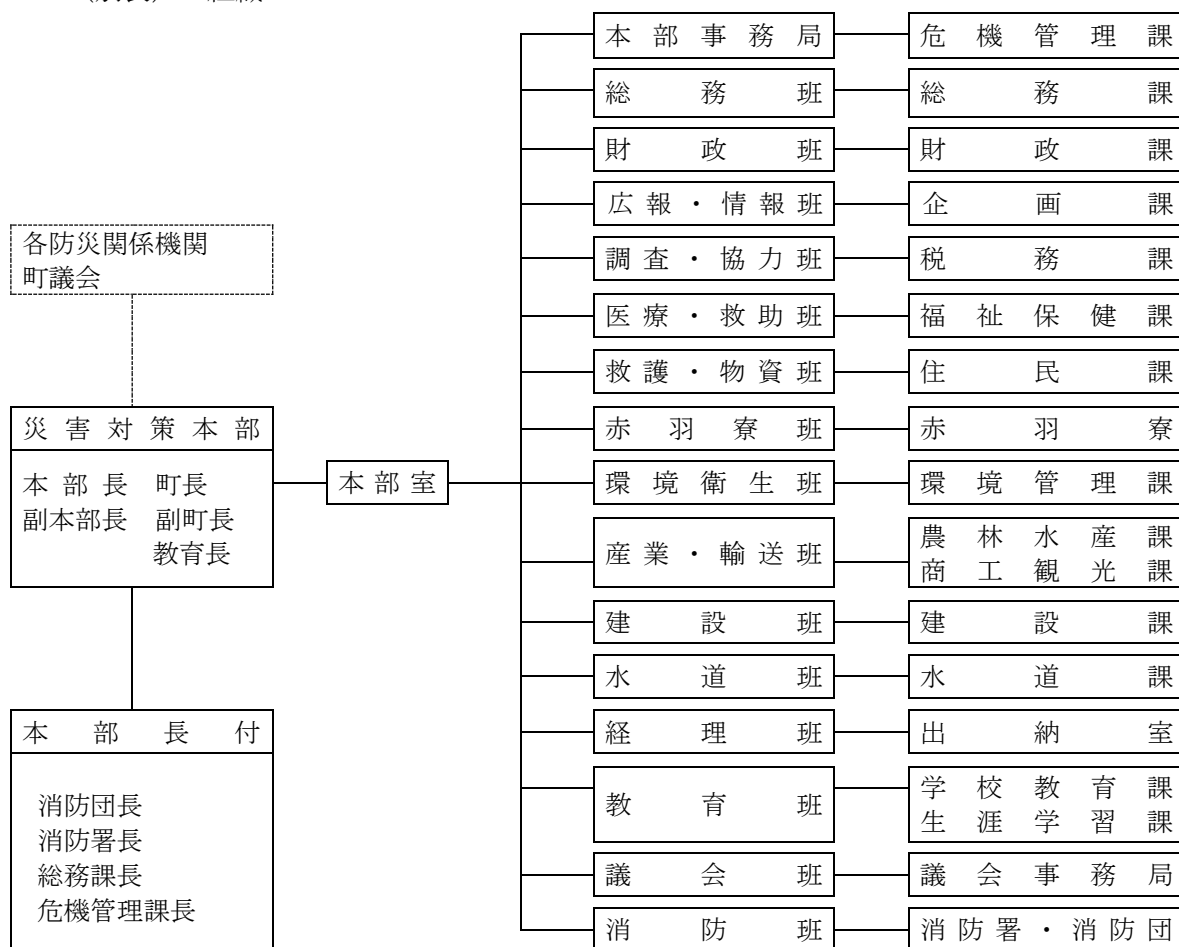 各防災関係機関
町議会
災害対策本部
本部長 町長
副本部長 副町長
教育長
本部長付
消防団長
消防署長
総務課長
危機管理課長
本部室
本部事務局 危機管理課
総務班 総務課
財政班 財政課
広報・情報班 企画課
調査・協力班 税務課
医療・救助班 福祉保健課
救護・物資班 住民課
赤羽寮班 赤羽寮
環境衛生班 環境管理課
産業・輸送班 農林水産課
商工観光課
建設班 建設課
水道班 水道課
経理班 出納室
教育班 学校教育課
生涯学習課
議会班 議会事務局
消防班 消防署・消防団